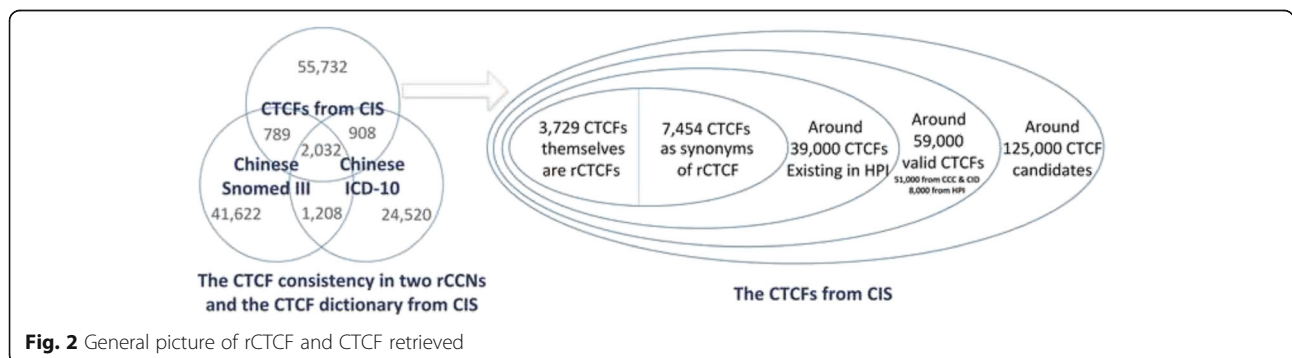 55,732
CTCFs from CIS
789
908
2,032
Chinese
Snomed III
Chinese
ICD-10
41,622
1,208
24,520
The CTCF consistency in two rCCNs
and the CTCF dictionary from CIS
3,729 CTCFs
themselves
are rCTCFs
7,454 CTCFs
as synonyms
of rCTCF
Around
39,000 CTCFs
Existing in HPI
Around
59,000
valid CTCFs
51,000 from CCC & CID
8,000 from HPI
Around
125,000 CTCF
candidates
The CTCFs from CIS
Fig. 2 General picture of rCTCF and CTCF retrieved